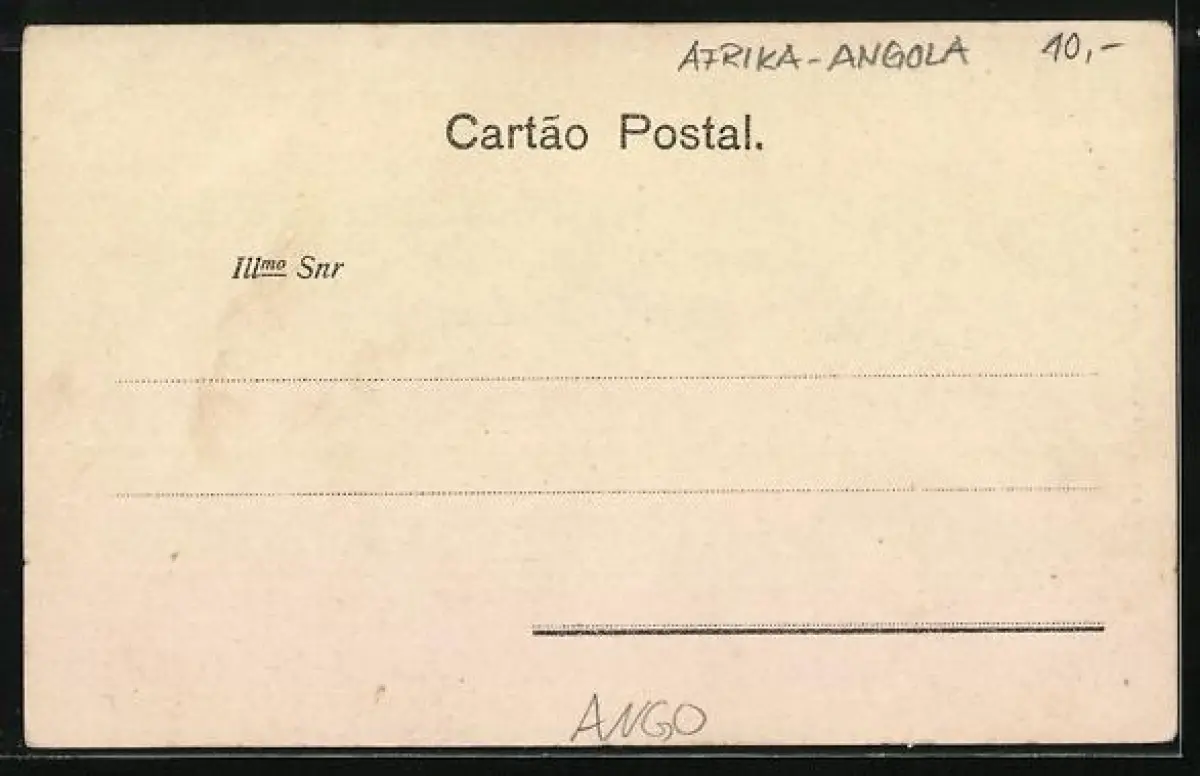 AFRIKA - ANGOLA 10,-
Cartão Postal.
Illmo Snr
ANGO